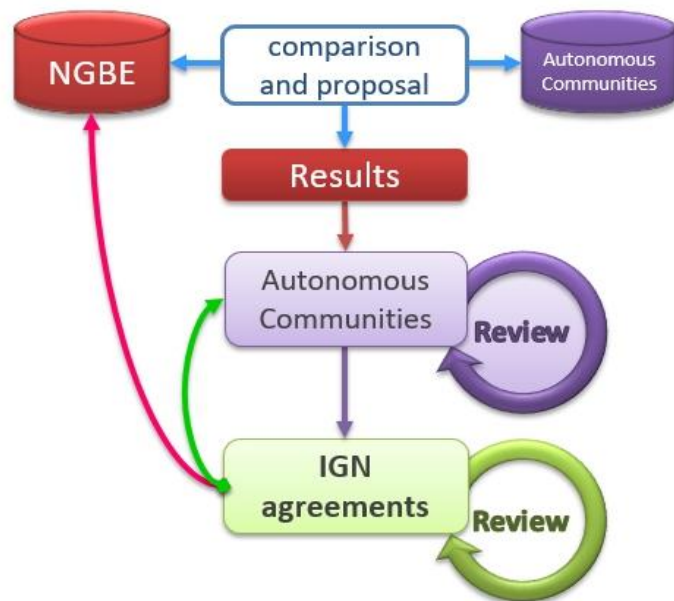 NGBE
comparison
and proposal
Autonomous
Communities
Results
Autonomous
Communities
Review
IGN
agreements
Review